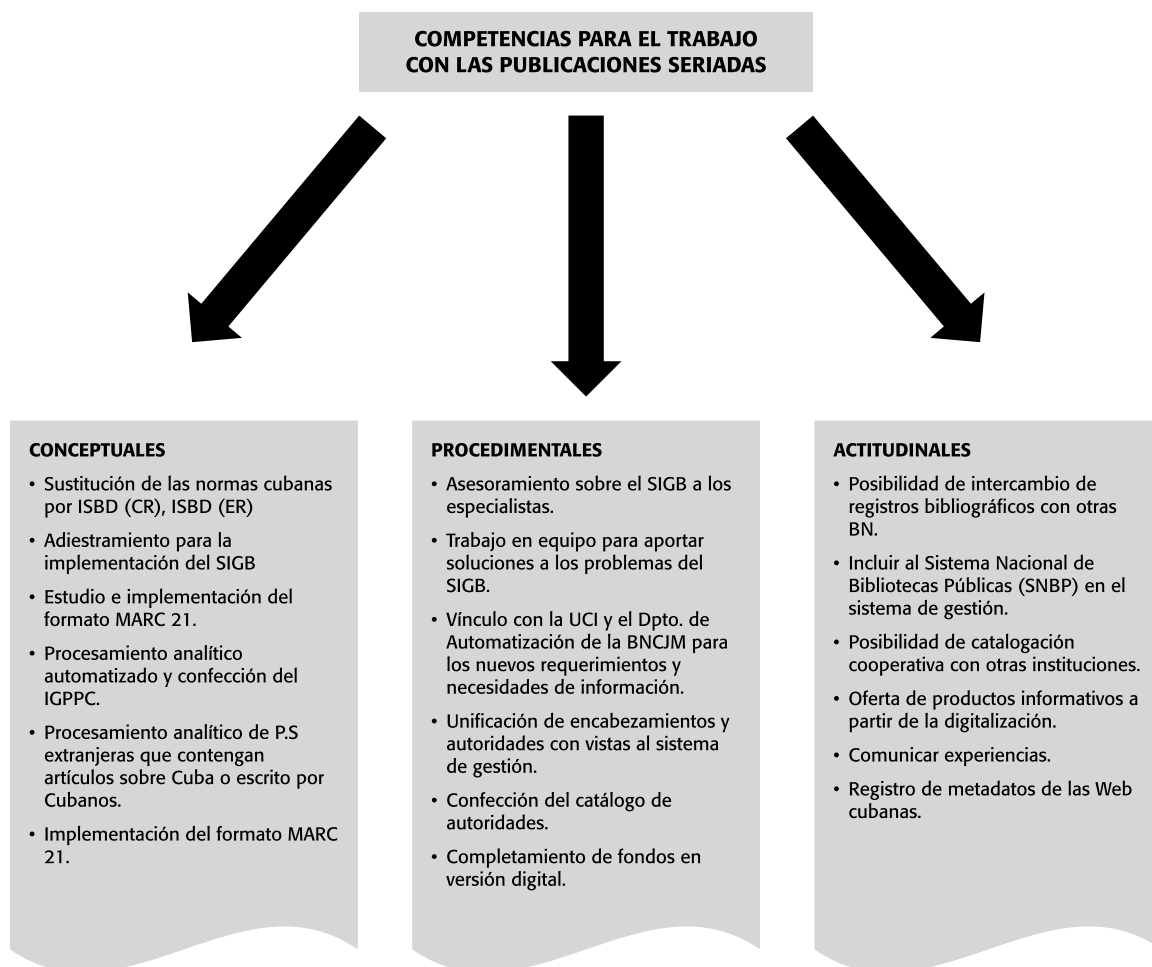 COMPETENCIAS PARA EL TRABAJO
CON LAS PUBLICACIONES SERIADAS
CONCEPTUALES
• Sustitución de las normas cubanas
por ISBD (CR), ISBD (ER)
• Adiestramiento para la
implementación del SIGB
• Estudio e implementación del
formato MARC 21.
• Procesamiento analítico
automatizado y confección del
IGPPC.
• Procesamiento analítico de P.S
extranjeras que contengan
artículos sobre Cuba o escrito por
Cubanos.
• Implementación del formato MARC
21.
PROCEDIMENTALES
• Asesoramiento sobre el SIGB a los
especialistas.
• Trabajo en equipo para aportar
soluciones a los problemas del
SIGB.
• Vínculo con la UCI y el Dpto. de
Automatización de la BNCJM para
los nuevos requerimientos y
necesidades de información.
• Unificación de encabezamientos y
autoridades con vistas al sistema
de gestión.
• Confección del catálogo de
autoridades.
• Completamiento de fondos en
versión digital.
ACTITUDINALES
• Posibilidad de intercambio de
registros bibliográficos con otras
BN.
• Incluir al Sistema Nacional de
Bibliotecas Públicas (SNBP) en el
sistema de gestión.
• Posibilidad de catalogación
cooperativa con otras instituciones.
• Oferta de productos informativos a
partir de la digitalización.
• Comunicar experiencias.
• Registro de metadatos de las Web
cubanas.